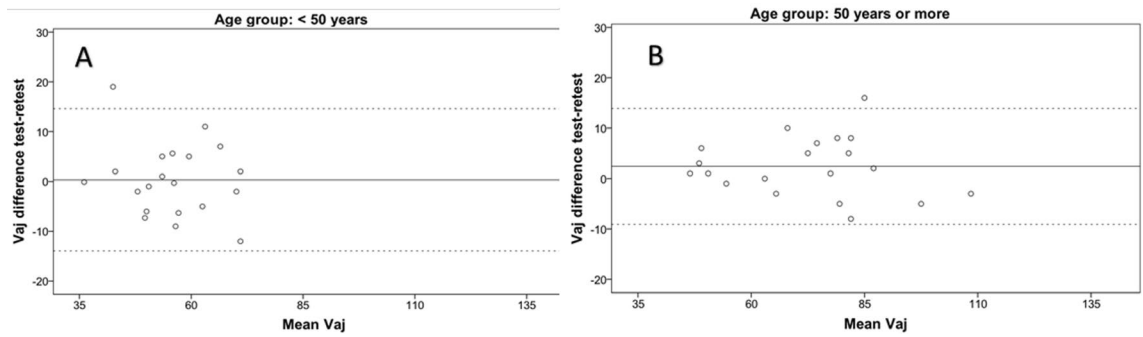 Age group: < 50 years
A
Vaj difference test-retest
30
20
10
0
-10
-20
35 60 85 110 135
Mean Vaj
Age group: 50 years or more
B
Vaj difference test-retest
30
20
10
0
-10
-20
35 60 85 110 135
Mean Vaj